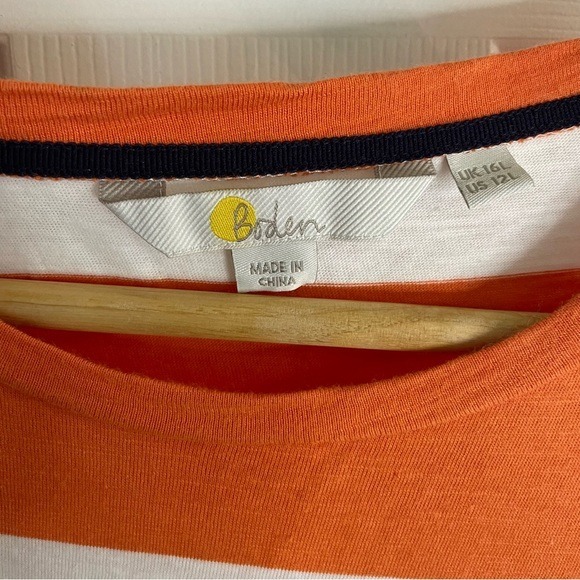 Boden
UK 16L
US 12L
MADE IN
CHINA